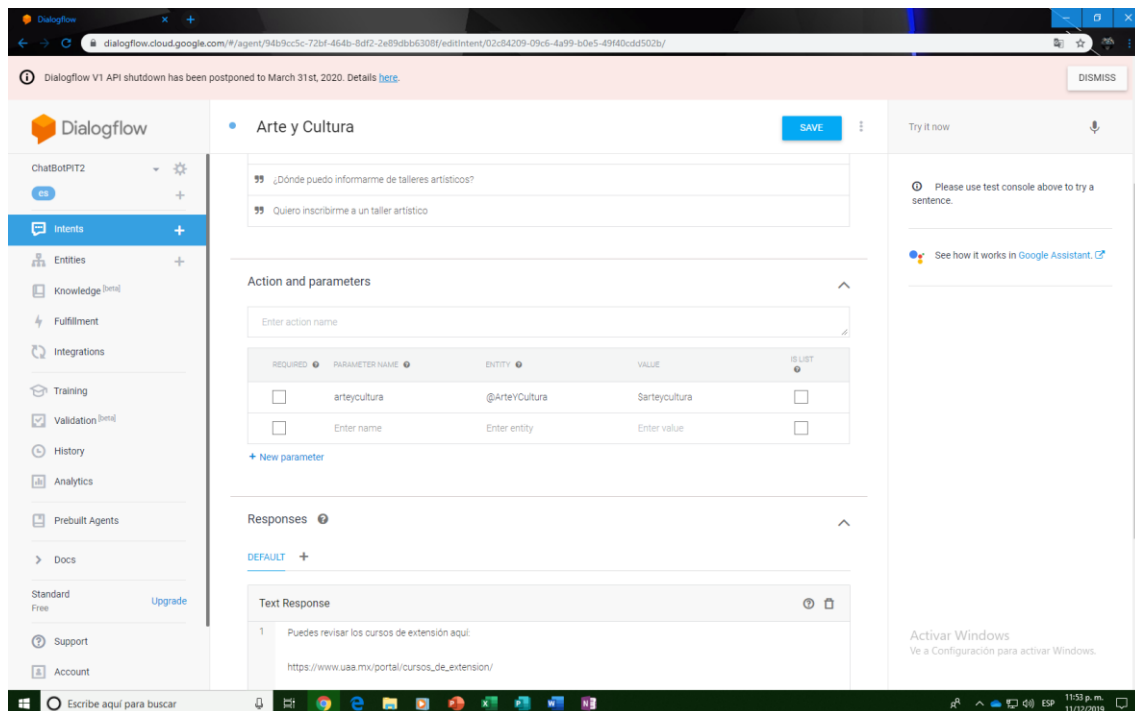 Dialogflow
dialogflow.cloud.google.com/#/agent/94b9cc5c-72bf-464b-8df2-2e89dbb6308f/editIntent/02c84209-09c6-4a99-b0e5-49f40cdd502b/
Dialogflow V1 API shutdown has been postponed to March 31st, 2020. Details here.
DISMISS
Dialogflow
ChatBotPIT2
es
Intents
Entities
Knowledge [beta]
Fulfillment
Integrations
Training
Validation [beta]
History
Analytics
Prebuilt Agents
Docs
Standard
Free
Upgrade
Support
Account
Arte y Cultura
SAVE
¿Dónde puedo informarme de talleres artísticos?
Quiero inscribirme a un taller artístico
Action and parameters
Enter action name
REQUIRED PARAMETER NAME ENTITY VALUE IS LIST
arteycultura @ArteYCultura $arteycultura
Enter name Enter entity Enter value
+ New parameter
Responses
DEFAULT +
Text Response
1 Puedes revisar los cursos de extensión aquí:
https://www.uaa.mx/portal/cursos_de_extension/
Try it now
Please use test console above to try a
sentence.
See how it works in Google Assistant.
Activar Windows
Ve a Configuración para activar Windows.
Escribe aquí para buscar
ESP
11:53 p. m.
11/12/2019